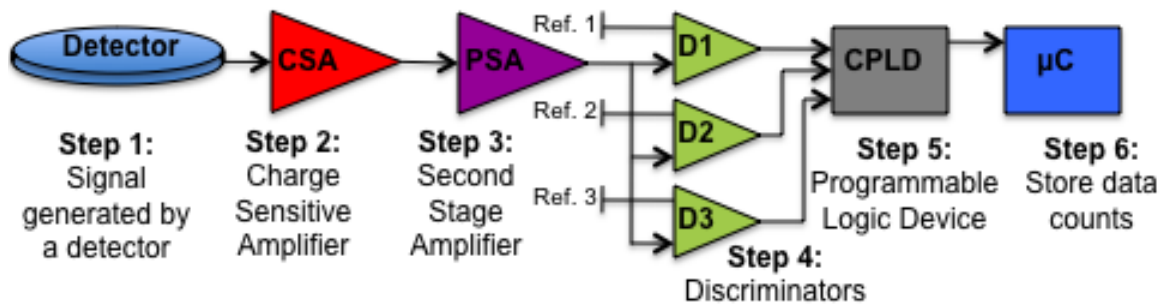 Detector
CSA
PSA
Ref. 1
D1
Ref. 2
D2
Ref. 3
D3
CPLD
µC
Step 1:
Signal
generated by
a detector
Step 2:
Charge
Sensitive
Amplifier
Step 3:
Second
Stage
Amplifier
Step 4:
Discriminators
Step 5:
Programmable
Logic Device
Step 6:
Store data
counts